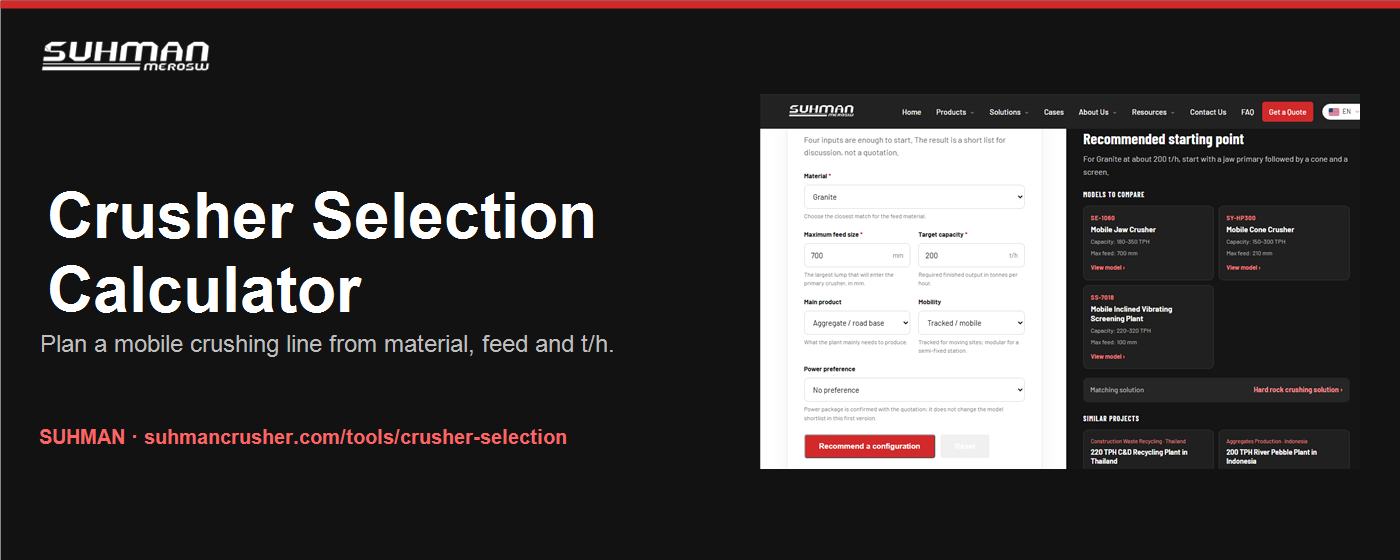 SUHMAN
MEROSW
Crusher Selection
Calculator
Plan a mobile crushing line from material, feed and t/h.
SUHMAN · suhmancrusher.com/tools/crusher-selection
SUHMAN
MEROSW
Home Products Solutions Cases About Us Resources Contact Us FAQ Get a Quote EN
Four inputs are enough to start. The result is a short list for
discussion, not a quotation.
Material *
Granite
Choose the closest match for the feed material.
Maximum feed size * Target capacity *
700 mm 200 t/h
The largest lump that will enter the
primary crusher, in mm.
Required finished output in tonnes per
hour.
Main product Mobility
Aggregate / road base Tracked / mobile
What the plant mainly needs to produce.
Tracked for moving sites; modular for a
semi-fixed station.
Power preference
No preference
Power package is confirmed with the quotation; it does not change the model
shortlist in this first version.
Recommend a configuration Reset
Recommended starting point
For Granite at about 200 t/h, start with a jaw primary followed by a cone and a
screen.
MODELS TO COMPARE
SE-1060
Mobile Jaw Crusher
Capacity: 180-350 TPH
Max feed: 700 mm
View model ›
SY-HP300
Mobile Cone Crusher
Capacity: 150-300 TPH
Max feed: 210 mm
View model ›
SS-7018
Mobile Inclined Vibrating
Screening Plant
Capacity: 220-320 TPH
Max feed: 100 mm
View model ›
Matching solution Hard rock crushing solution ›
SIMILAR PROJECTS
Construction Waste Recycling · Thailand
220 TPH C&D Recycling Plant in
Thailand
Aggregates Production · Indonesia
200 TPH River Pebble Plant in
Indonesia